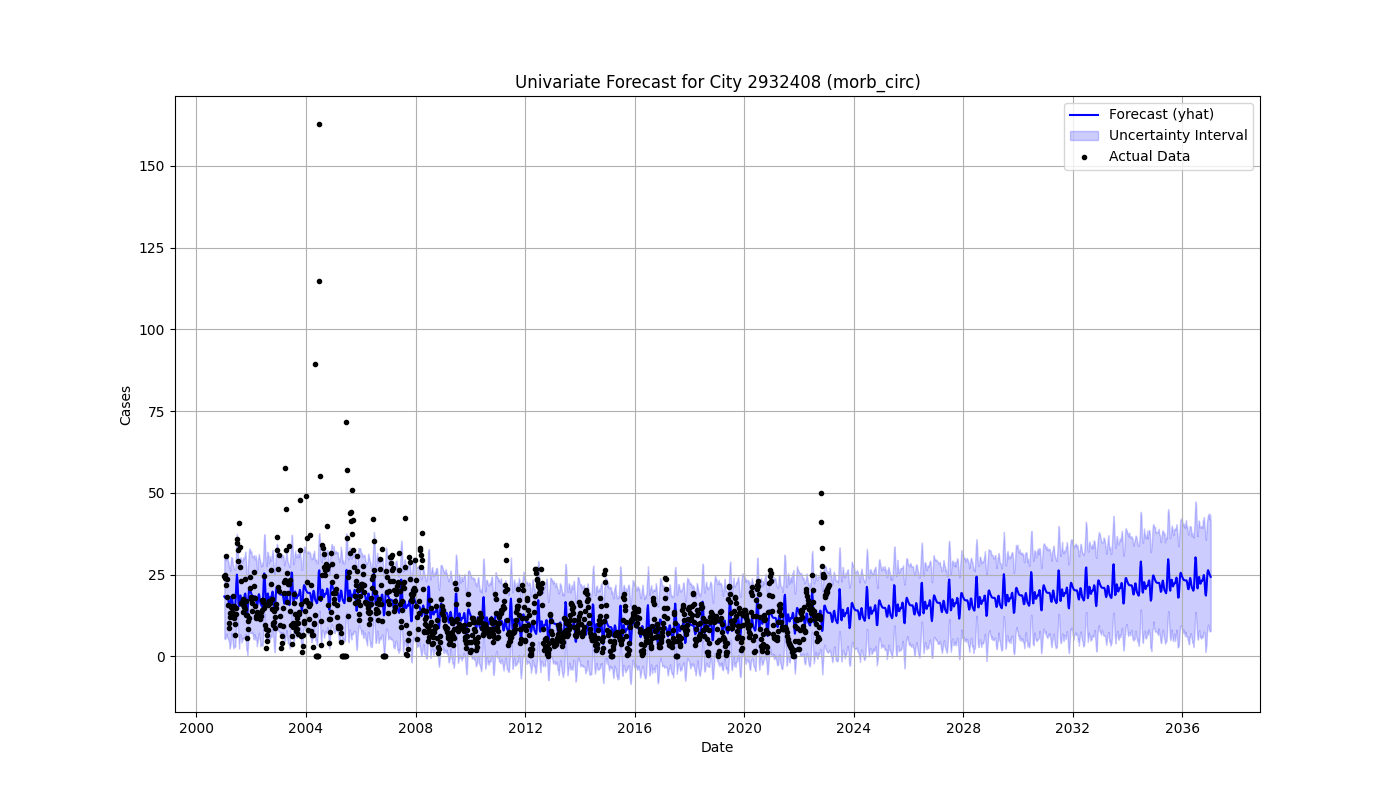 Univariate Forecast for City 2932408 (morb_circ)
Forecast (yhat)
Uncertainty Interval
Actual Data
Cases
150
125
100
75
50
25
0
2000 2004 2008 2012 2016 2020 2024 2028 2032 2036
Date